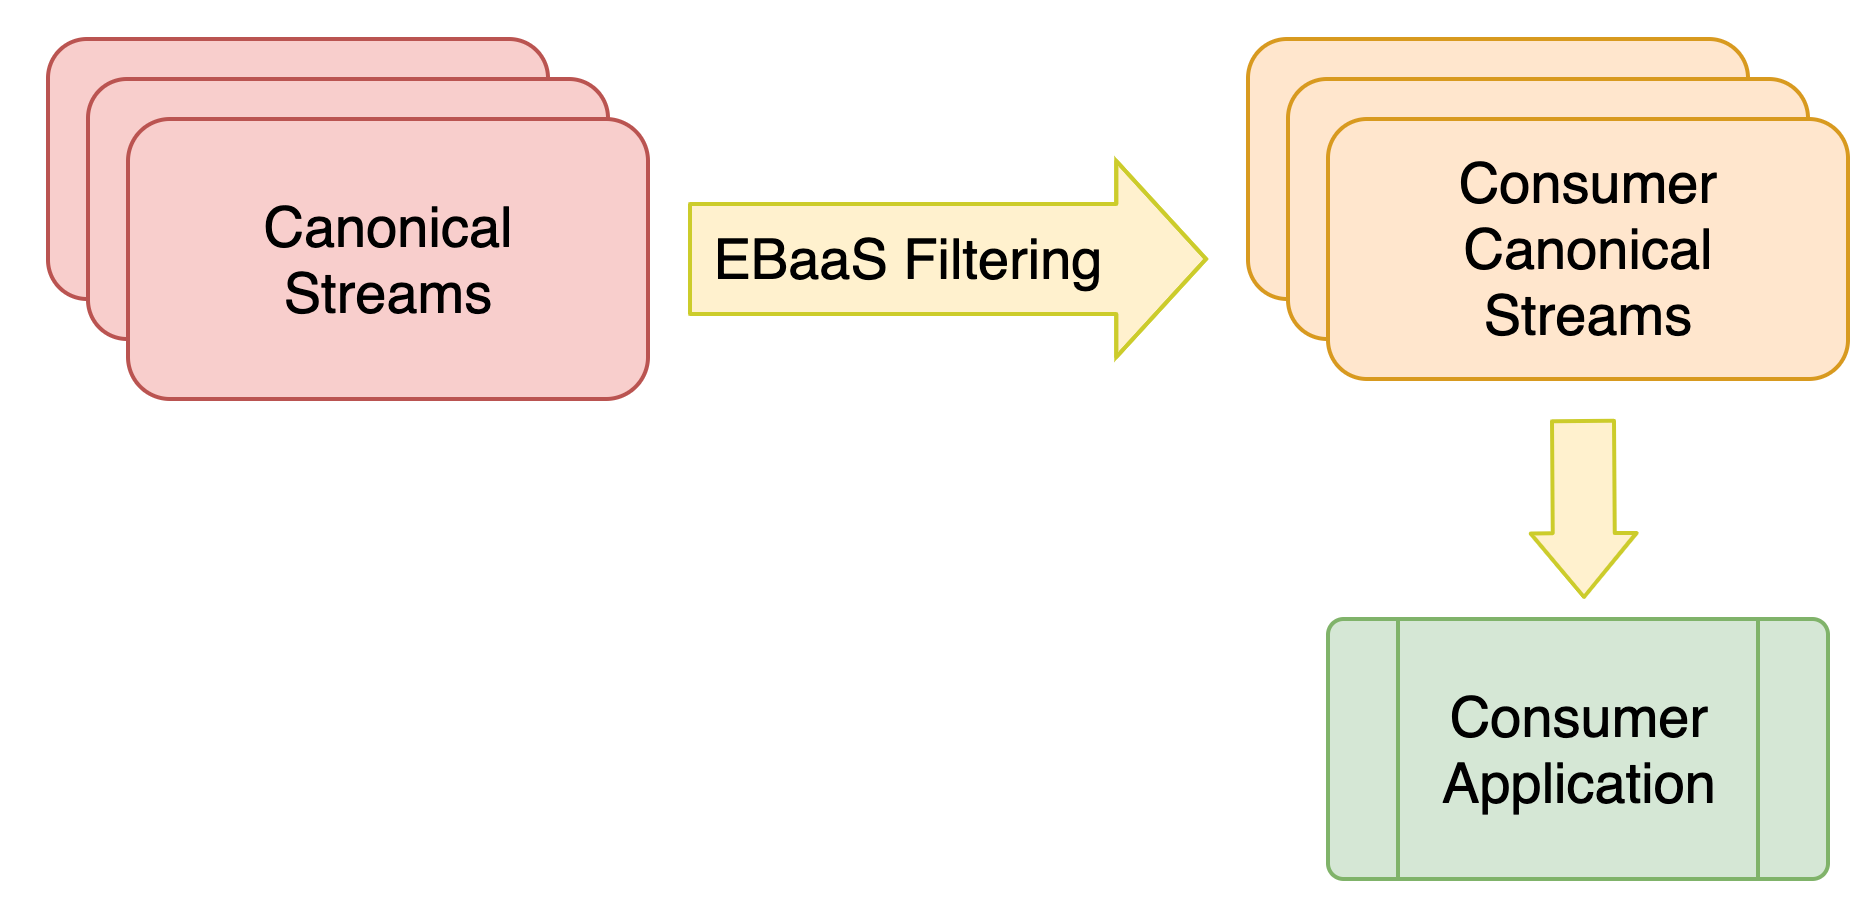 Canonical
Streams
EBaaS Filtering
Consumer
Canonical
Streams
Consumer
Application